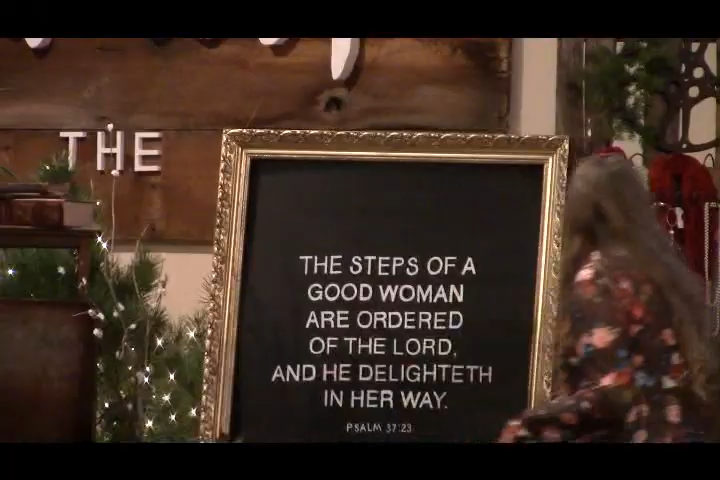 THE
THE STEPS OF A
GOOD WOMAN
ARE ORDERED
OF THE LORD,
AND HE DELIGHTETH
IN HER WAY.
PSALM 37:23